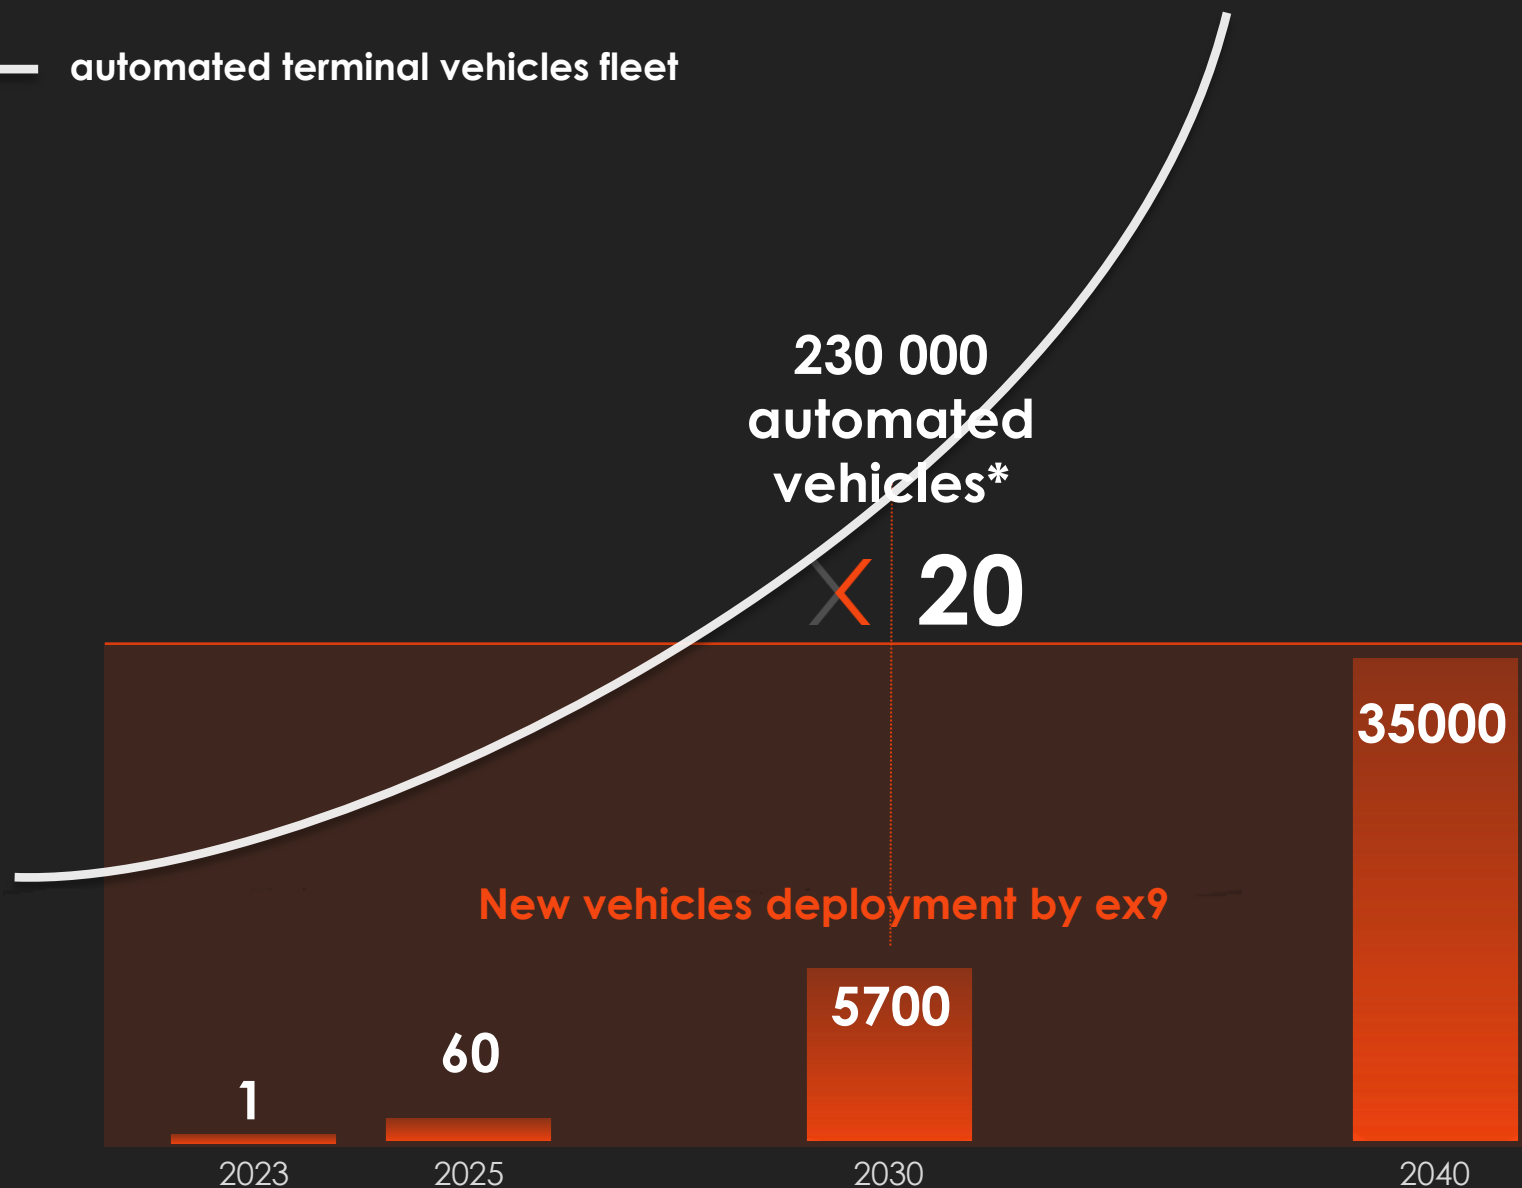 automated terminal vehicles fleet
230 000
automated
vehicles*
X 20
35000
New vehicles deployment by ex9
5700
60
1
2023 2025 2030 2040